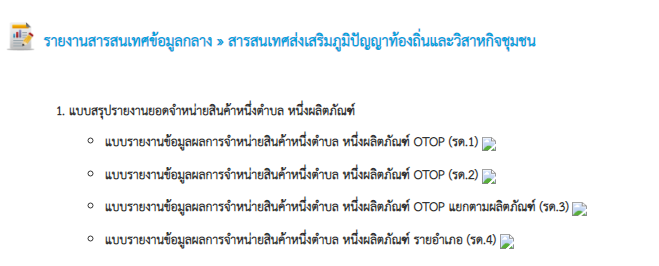 รายงานสารสนเทศข้อมูลกลาง » สารสนเทศส่งเสริมภูมิปัญญาท้องถิ่นและวิสาหกิจชุมชน
1. แบบสรุปรายงานยอดจำหน่ายสินค้าหนึ่งตำบล หนึ่งผลิตภัณฑ์
แบบรายงานข้อมูลผลการจำหน่ายสินค้าหนึ่งตำบล หนึ่งผลิตภัณฑ์ OTOP (รด.1)
แบบรายงานข้อมูลผลการจำหน่ายสินค้าหนึ่งตำบล หนึ่งผลิตภัณฑ์ OTOP (รด.2)
แบบรายงานข้อมูลผลการจำหน่ายสินค้าหนึ่งตำบล หนึ่งผลิตภัณฑ์ OTOP แยกตามผลิตภัณฑ์ (รด.3)
แบบรายงานข้อมูลผลการจำหน่ายสินค้าหนึ่งตำบล หนึ่งผลิตภัณฑ์ รายอำเภอ (รด.4)